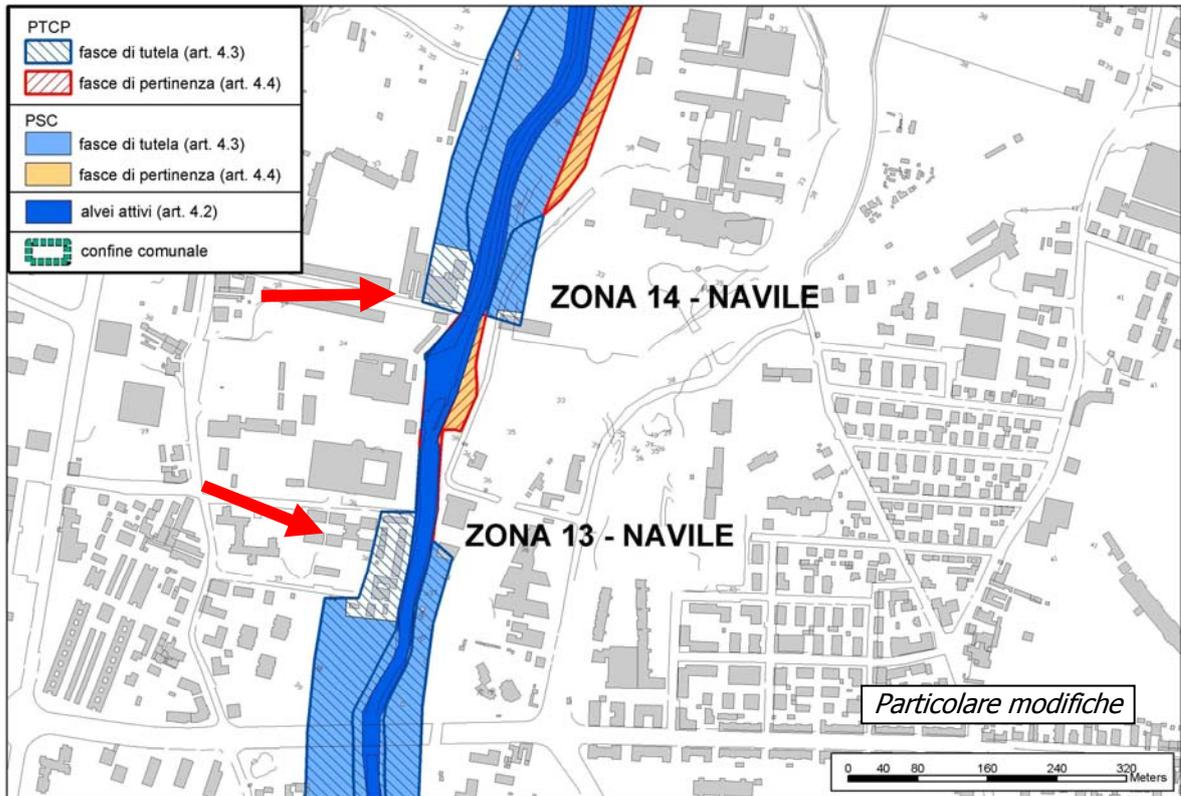 PTCP
fasce di tutela (art. 4.3)
fasce di pertinenza (art. 4.4)
PSC
fasce di tutela (art. 4.3)
fasce di pertinenza (art. 4.4)
alvei attivi (art. 4.2)
confine comunale
ZONA 14 - NAVILE
ZONA 13 - NAVILE
Particolare modifiche
0 40 80 160 240 320 Meters